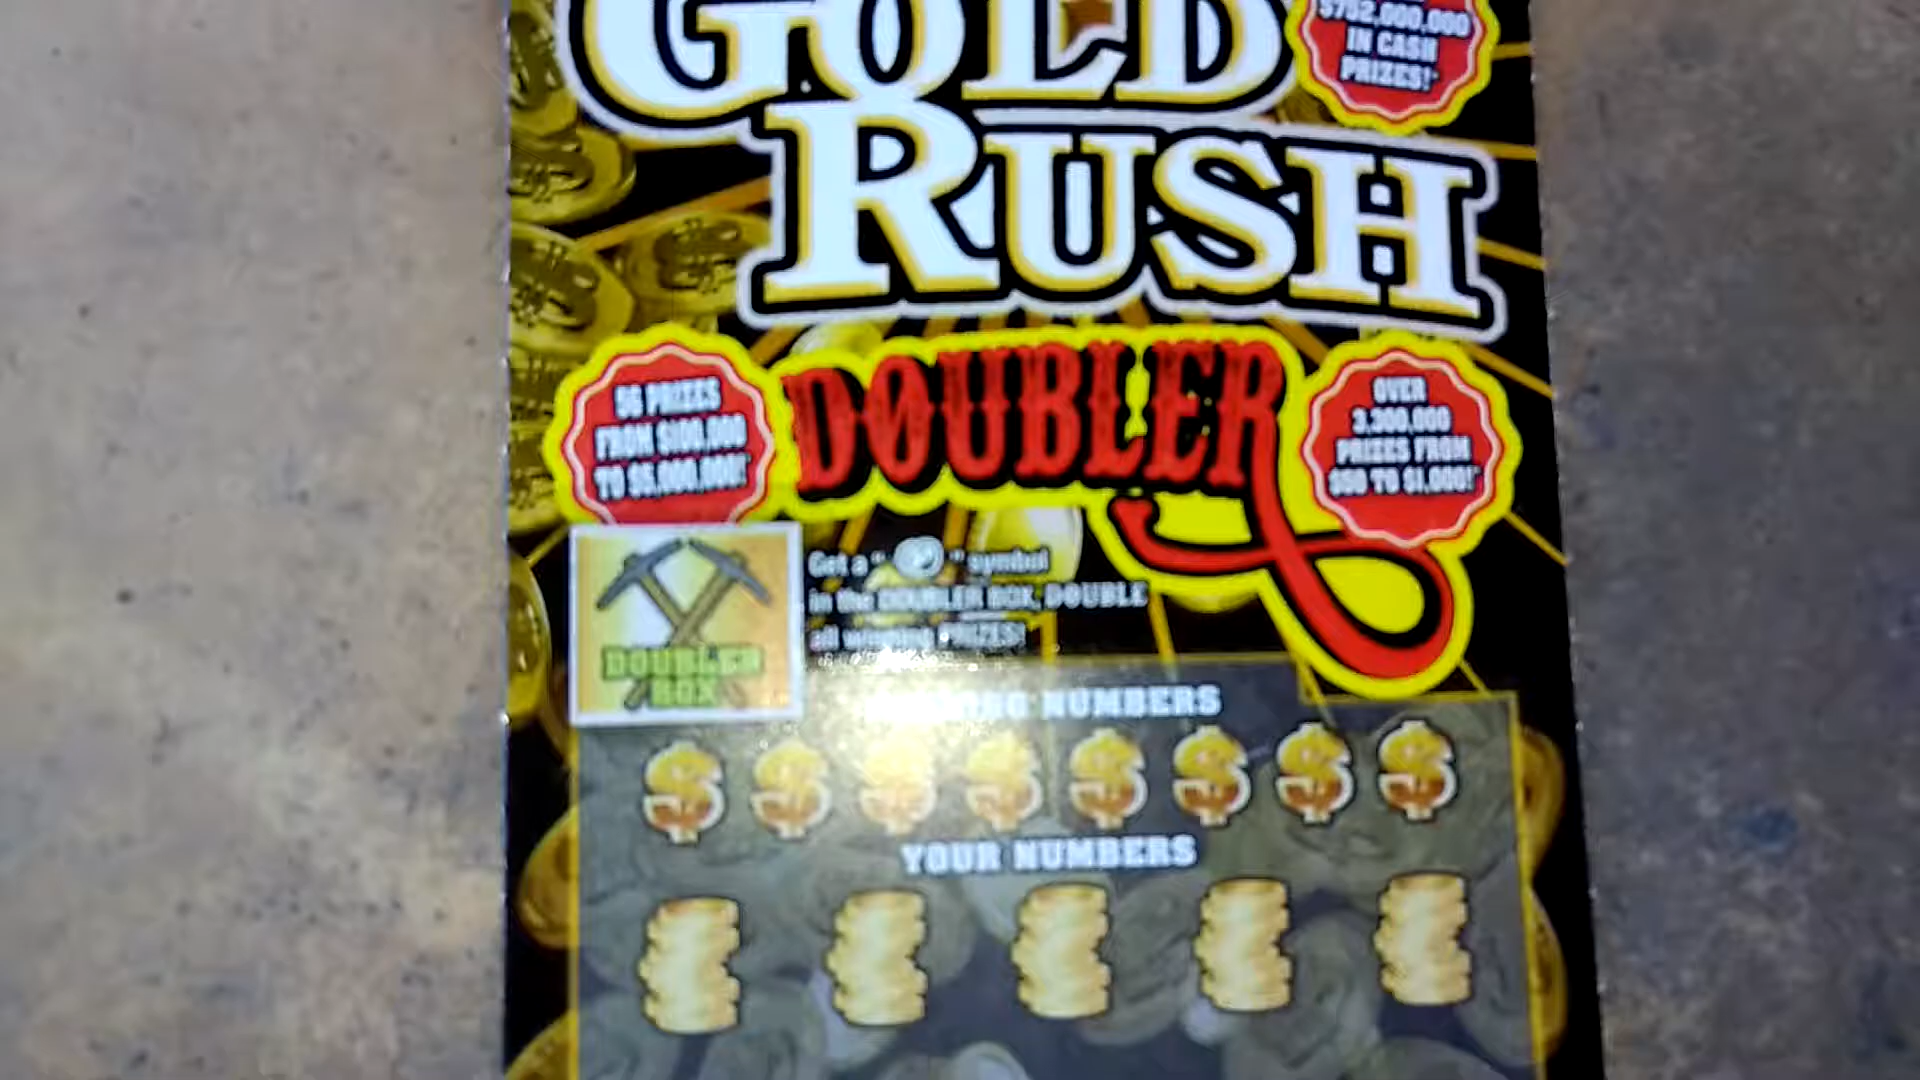 GOLD
RUSH
$752,000,000
IN CASH
PRIZES!*
DOUBLER
56 PRIZES
FROM $100,000
TO $5,000,000!*
OVER
3,300,000
PRIZES FROM
$50 TO $1,000!*
DOUBLER
BOX
Get a " " symbol
in the DOUBLER BOX, DOUBLE
all winning PRIZES!
NUMBERS
YOUR NUMBERS